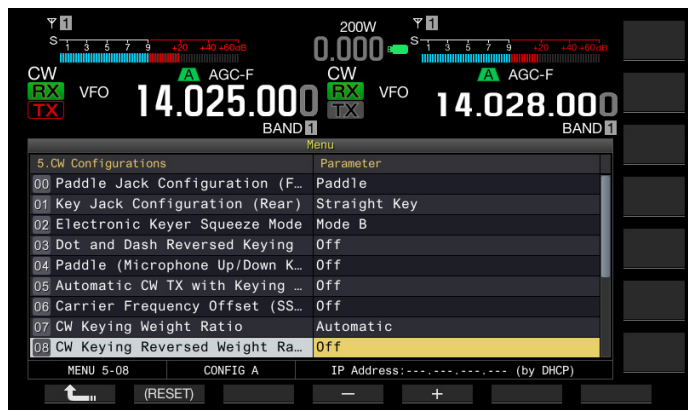 1 200W 1
S 1 3 5 7 9 +20 +40 +60dB 0.000 S 1 3 5 7 9 +20 +40 +60dB
CW A AGC-F CW A AGC-F
RX VFO 14.025.000 RX VFO 14.028.000
TX TX
BAND 1 BAND 1
Menu
5.CW Configurations Parameter
00 Paddle Jack Configuration (F… Paddle
01 Key Jack Configuration (Rear) Straight Key
02 Electronic Keyer Squeeze Mode Mode B
03 Dot and Dash Reversed Keying Off
04 Paddle (Microphone Up/Down K… Off
05 Automatic CW TX with Keying … Off
06 Carrier Frequency Offset (SS… Off
07 CW Keying Weight Ratio Automatic
08 CW Keying Reversed Weight Ra… Off
MENU 5-08 CONFIG A IP Address:---.---.---.--- (by DHCP)
(RESET) − +